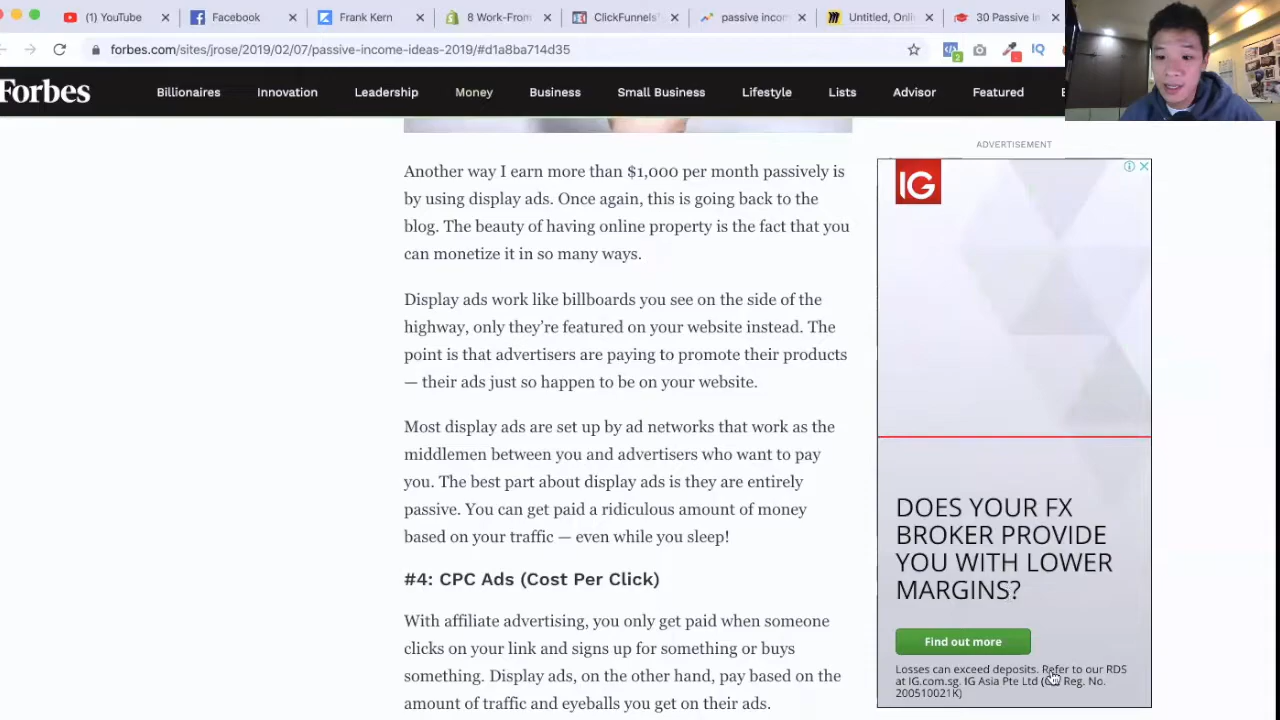 (1) YouTube
Facebook
Frank Kern
8 Work-From
ClickFunnels
passive incom
Untitled, Onli
30 Passive In
forbes.com/sites/jrose/2019/02/07/passive-income-ideas-2019/#d1a8ba714d35
2
IQ
Forbes
Billionaires
Innovation
Leadership
Money
Business
Small Business
Lifestyle
Lists
Advisor
Featured
Another way I earn more than $1,000 per month passively is
by using display ads. Once again, this is going back to the
blog. The beauty of having online property is the fact that you
can monetize it in so many ways.
Display ads work like billboards you see on the side of the
highway, only they’re featured on your website instead. The
point is that advertisers are paying to promote their products
— their ads just so happen to be on your website.
Most display ads are set up by ad networks that work as the
middlemen between you and advertisers who want to pay
you. The best part about display ads is they are entirely
passive. You can get paid a ridiculous amount of money
based on your traffic — even while you sleep!
#4: CPC Ads (Cost Per Click)
With affiliate advertising, you only get paid when someone
clicks on your link and signs up for something or buys
something. Display ads, on the other hand, pay based on the
amount of traffic and eyeballs you get on their ads.
ADVERTISEMENT
IG
DOES YOUR FX
BROKER PROVIDE
YOU WITH LOWER
MARGINS?
Find out more
Losses can exceed deposits. Refer to our RDS
at IG.com.sg. IG Asia Pte Ltd Reg. No.
200510021K)